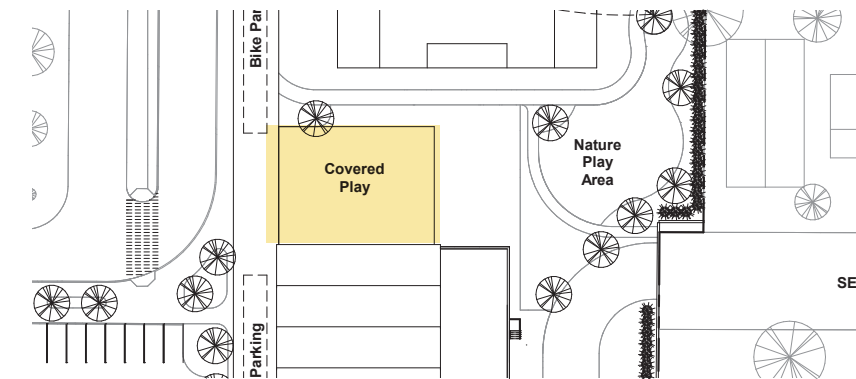 Bike Par
Covered
Play
Nature
Play
Area
SE
Parking